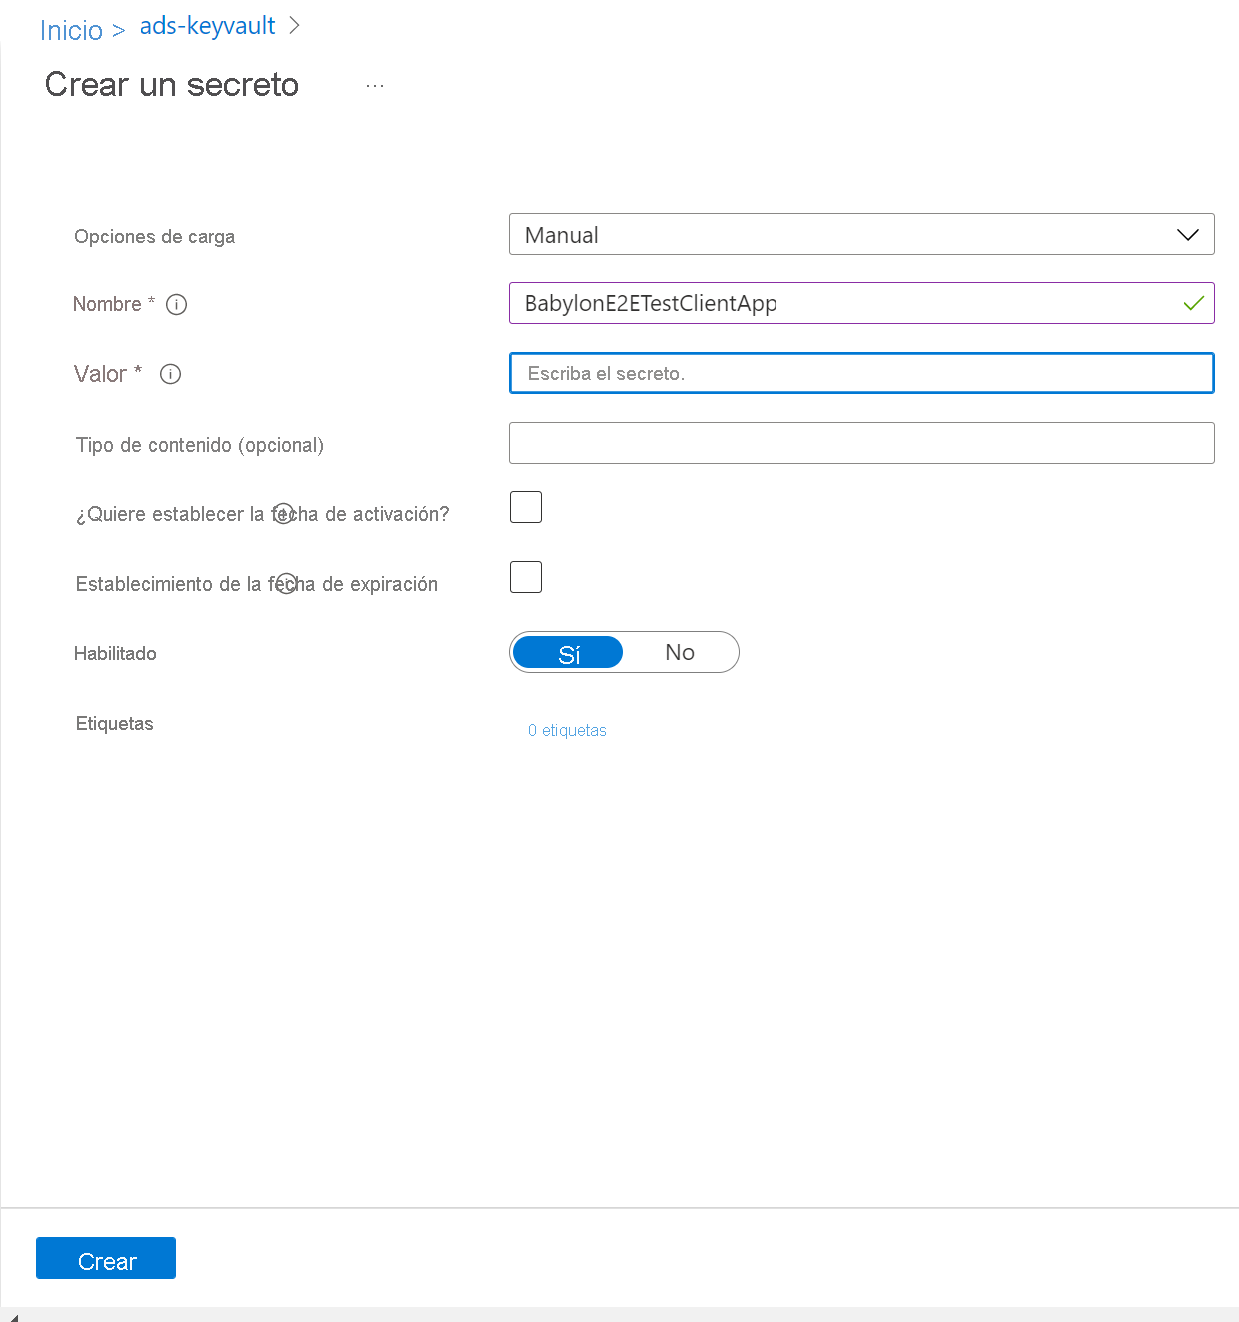 Inicio > ads-keyvault >
Crear un secreto ...
Opciones de carga Manual
Nombre * BabylonE2ETestClientApp
Valor * Escriba el secreto.
Tipo de contenido (opcional)
¿Quiere establecer la fecha de activación?
Establecimiento de la fecha de expiración
Habilitado Sí No
Etiquetas 0 etiquetas
Crear